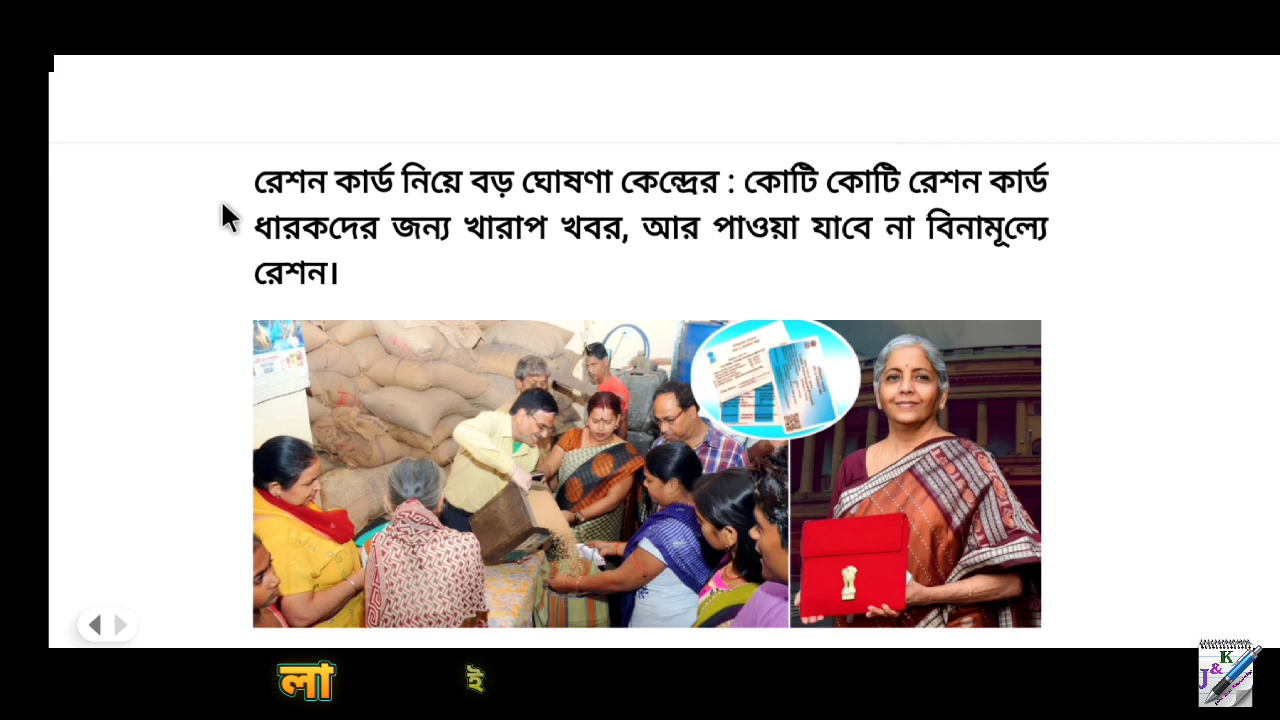 রেশন কার্ড নিয়ে বড় ঘোষণা কেন্দ্রের : কোটি কোটি রেশন কার্ড
ধারকদের জন্য খারাপ খবর, আর পাওয়া যাবে না বিনামূল্যে
রেশন।
লা ই
J&K